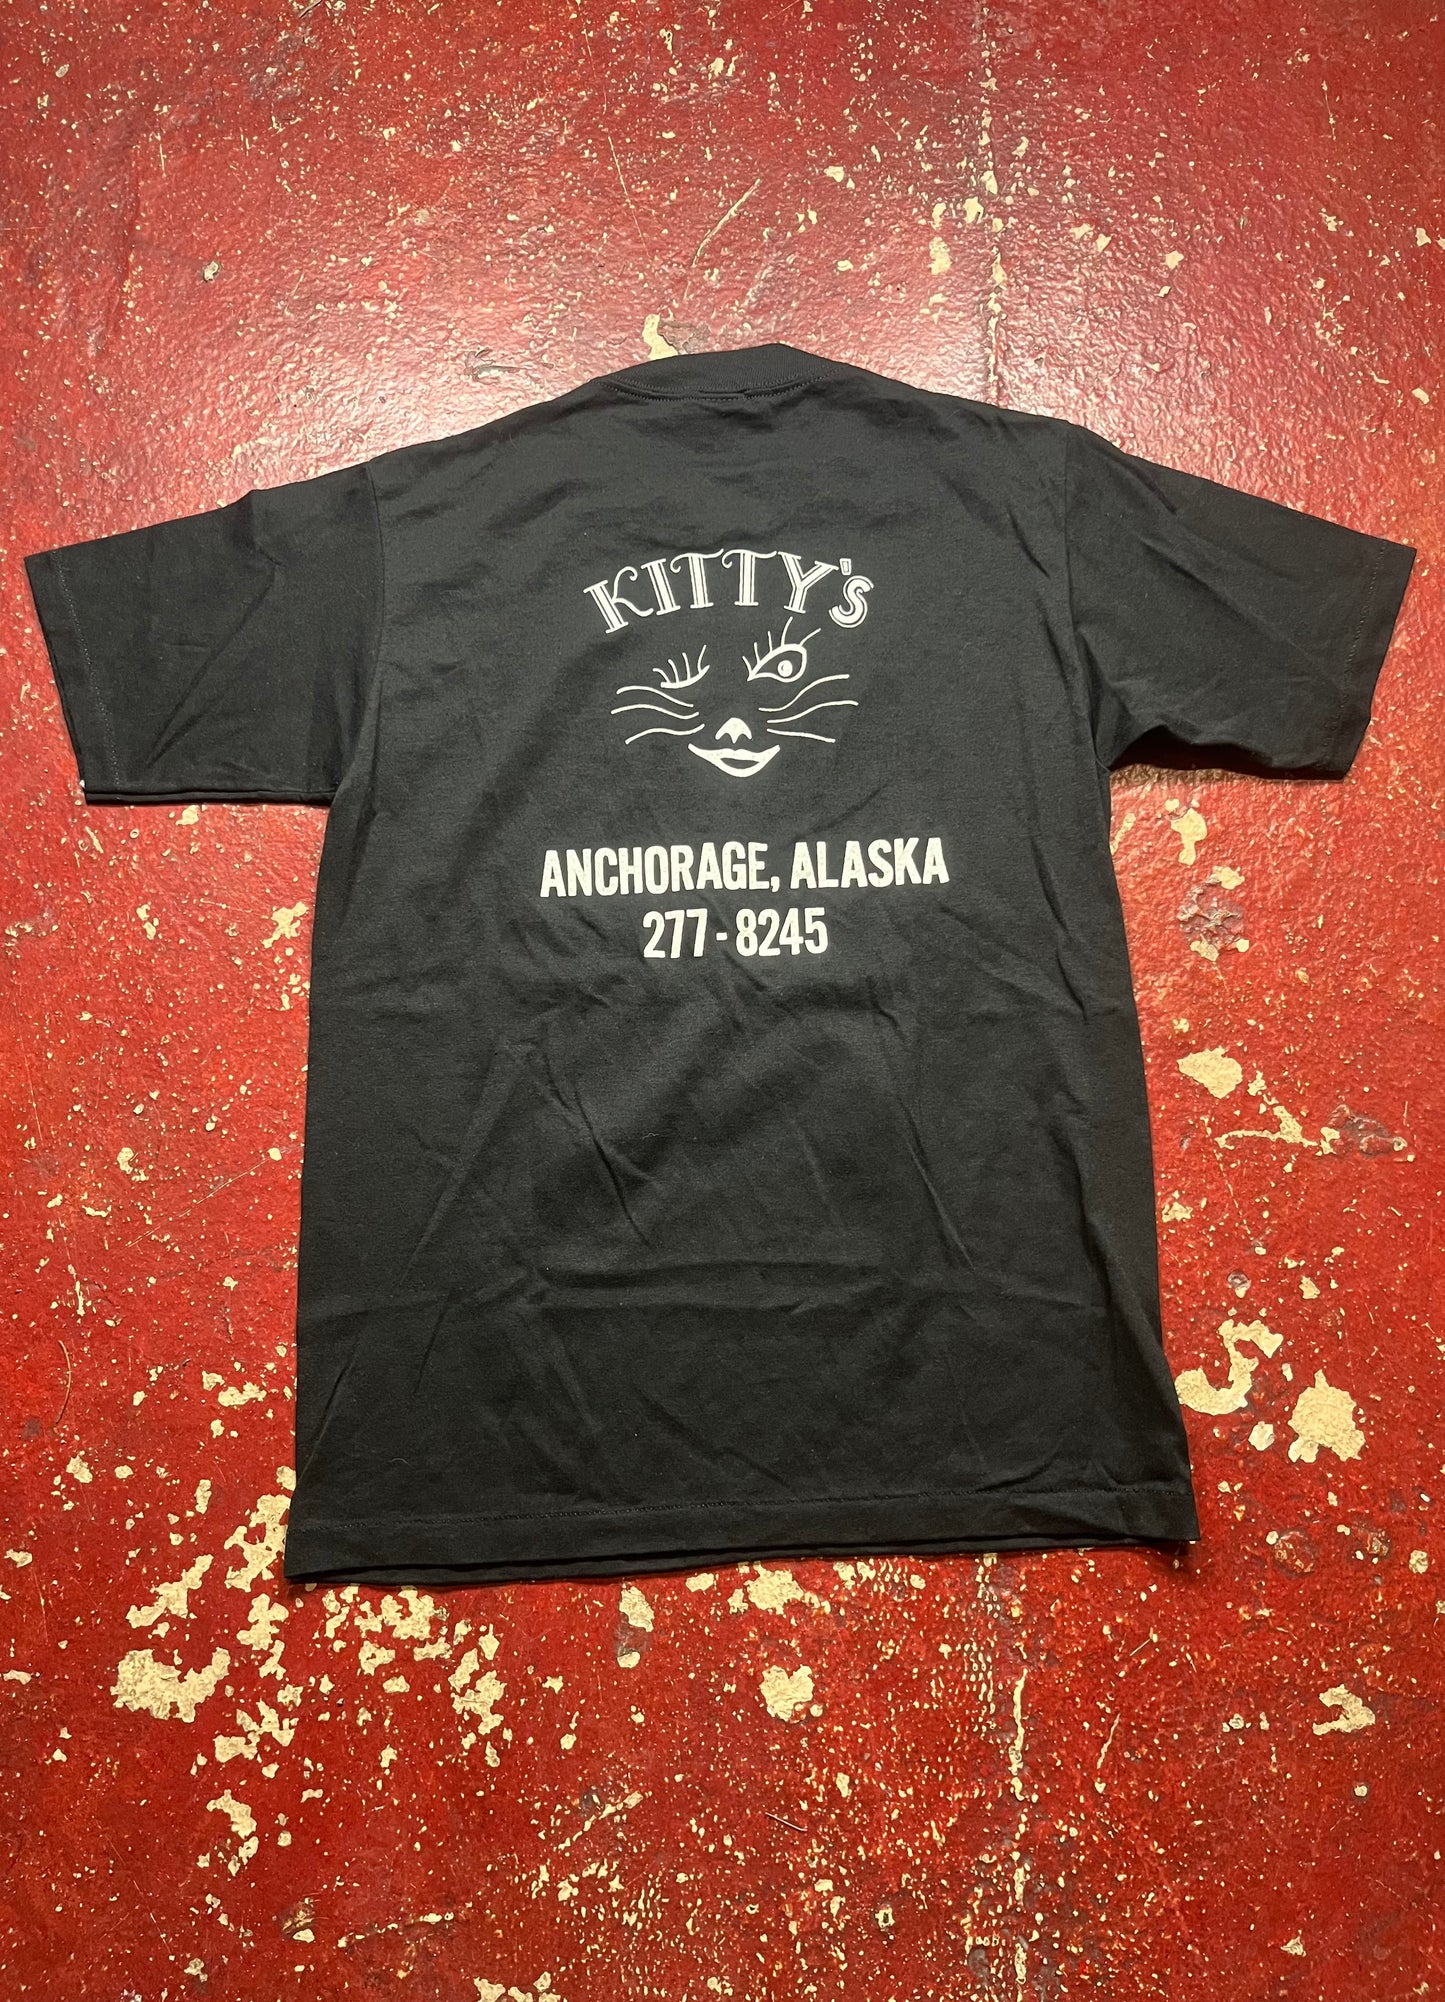 KITTY's
ANCHORAGE, ALASKA
277-8245